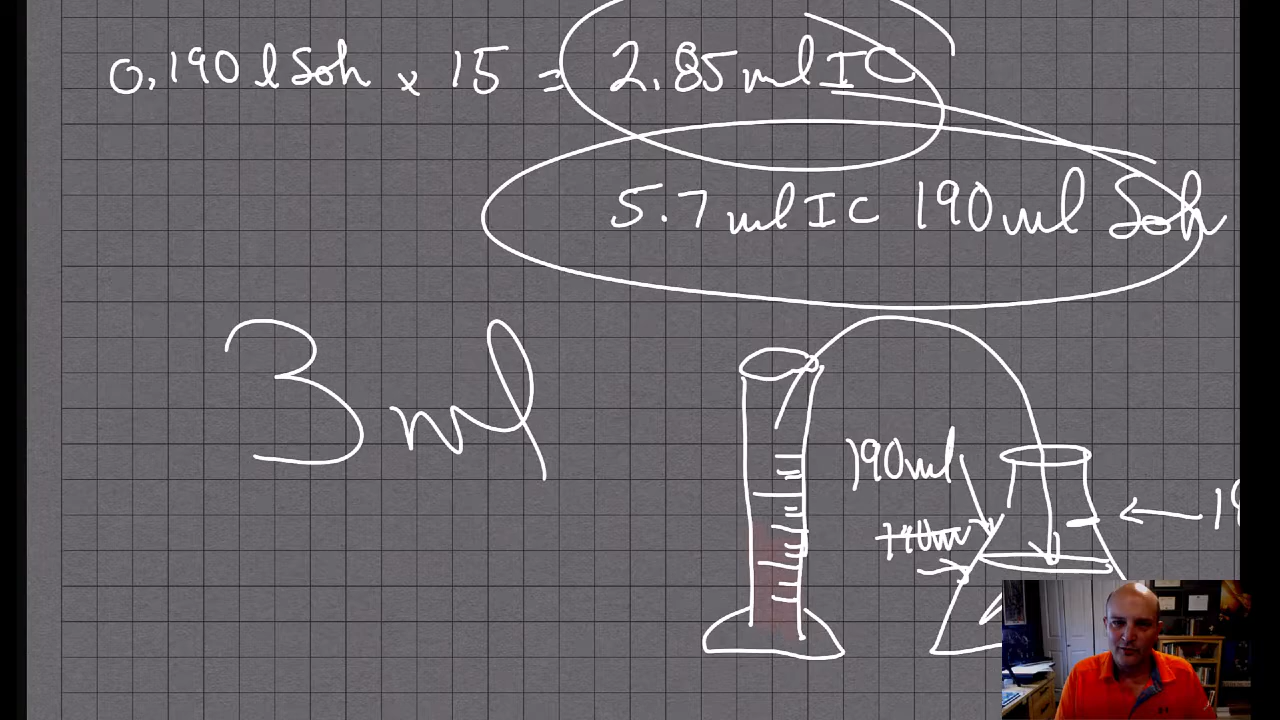 0.190 l Soln x 15 = 2.85 ml IC
5.7 ml IC 190 ml Soln
3 ml
190 ml